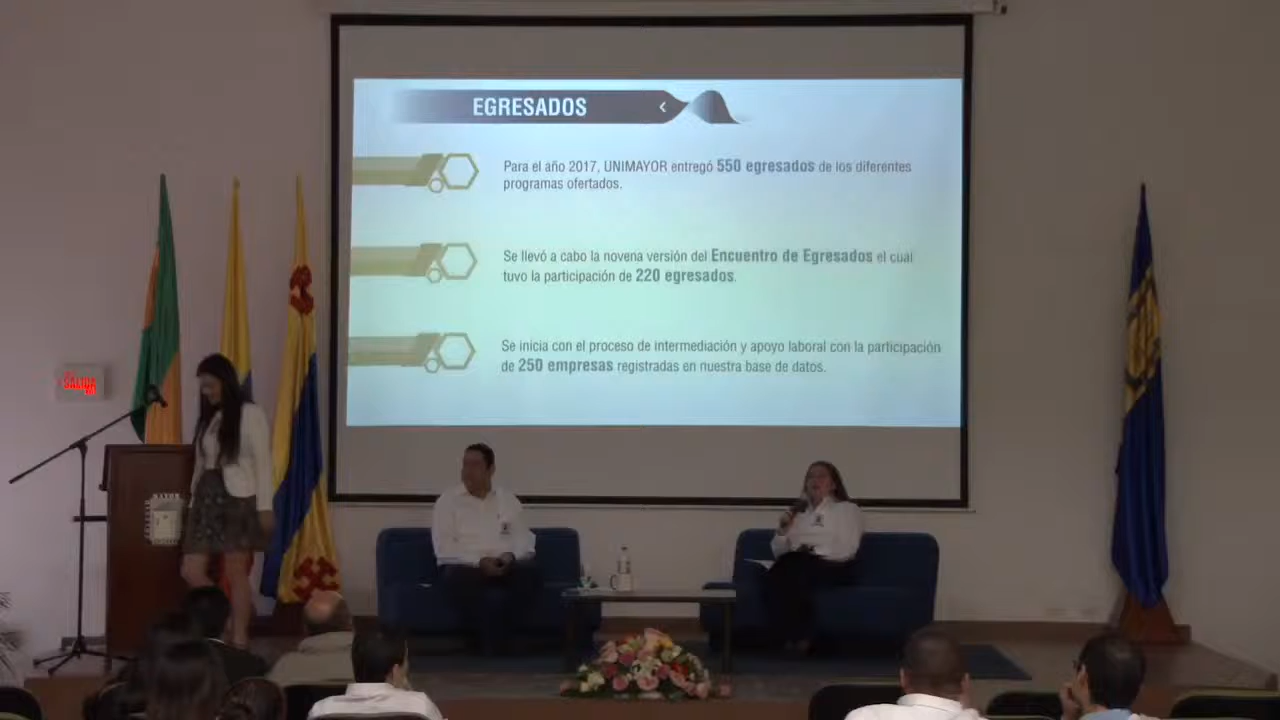 EGRESADOS
Para el año 2017, UNIMAYOR entregó 550 egresados de los diferentes
programas ofertados.
Se llevó a cabo la novena versión del Encuentro de Egresados el cual
tuvo la participación de 220 egresados.
Se inicia con el proceso de intermediación y apoyo laboral con la participación
de 250 empresas registradas en nuestra base de datos.
SALIDA
COLEGIO MAYOR